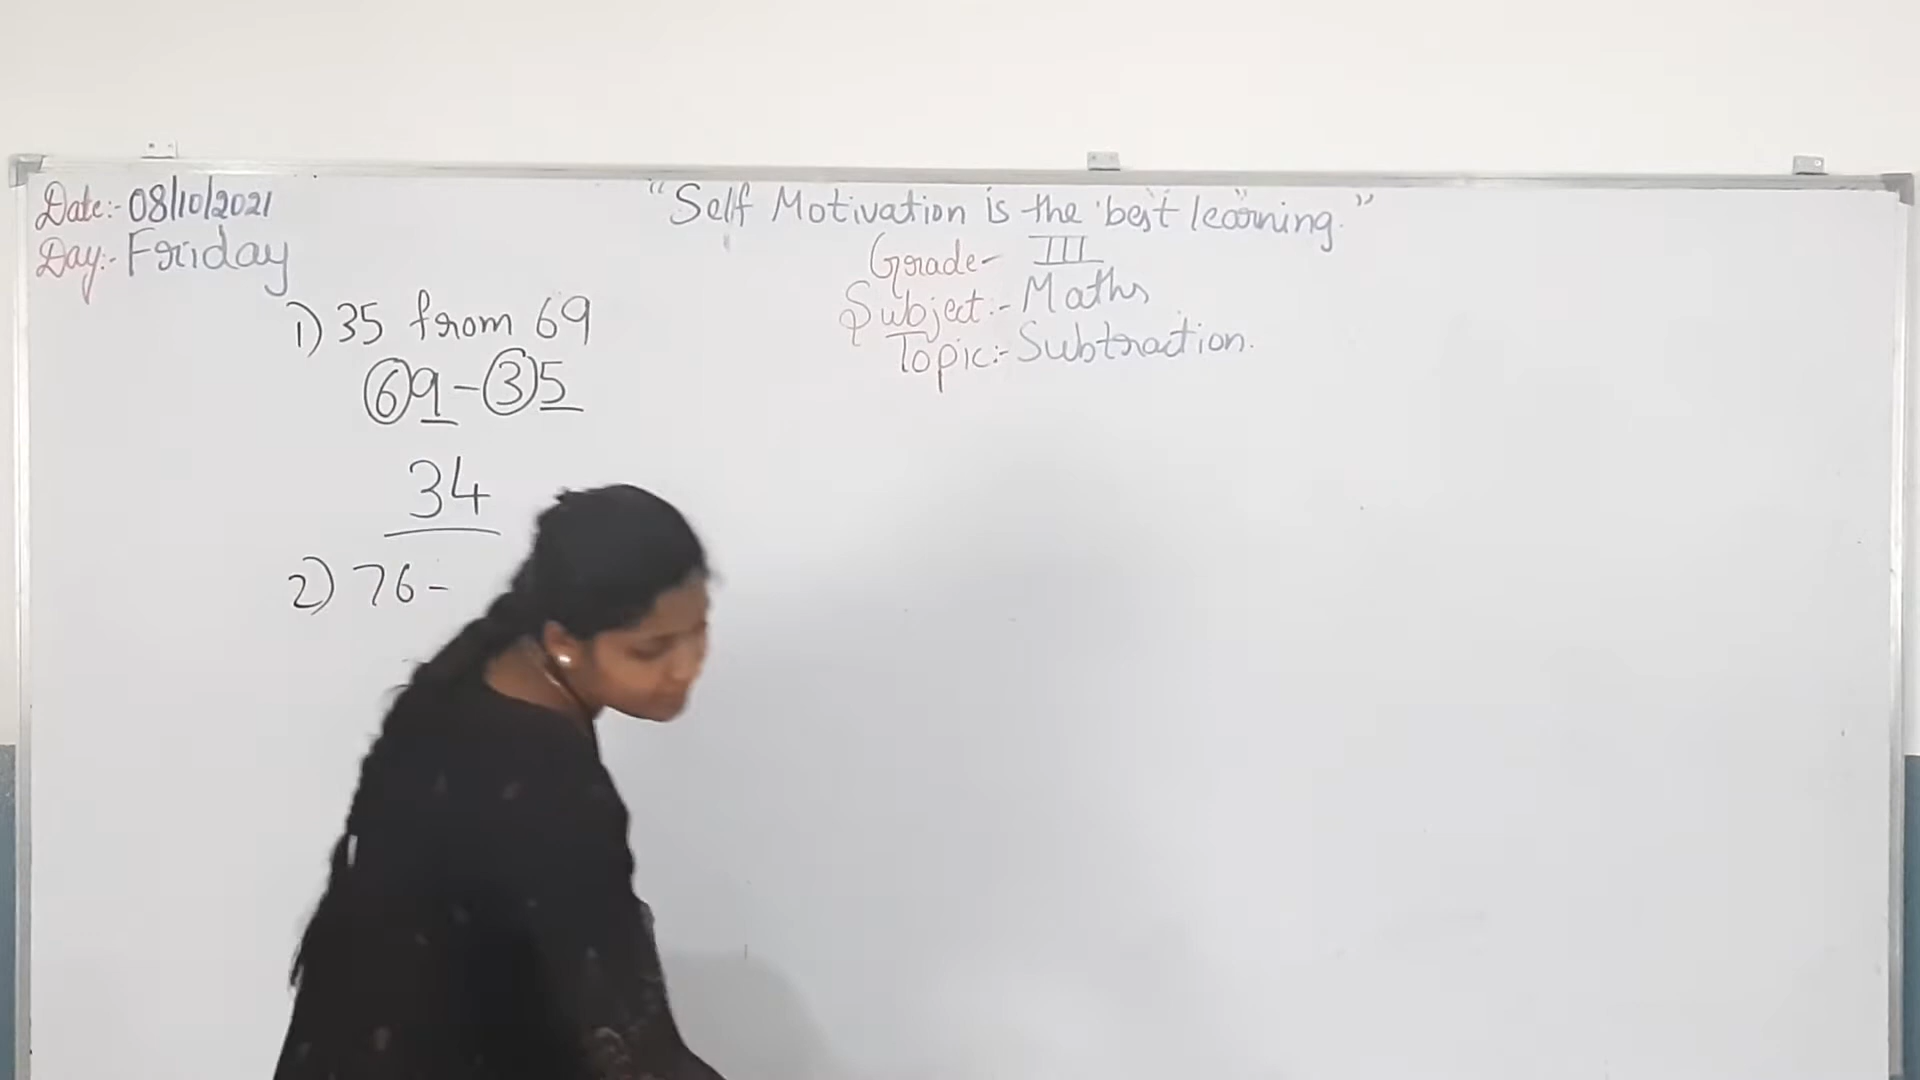 Date:- 08/10/2021
Day:- Friday
"Self Motivation is the best learning."
Grade- III
Subject:- Maths
Topic:- Subtraction.
1) 35 from 69
69-35
34
2) 76-